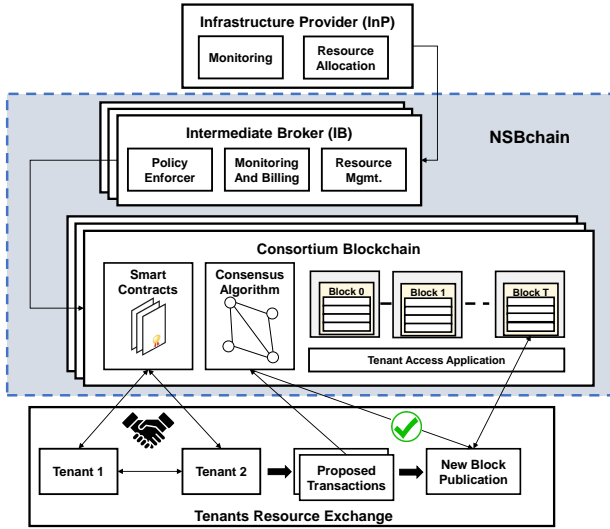 Infrastructure Provider (InP)
Monitoring
Resource
Allocation
NSBchain
Intermediate Broker (IB)
Policy
Enforcer
Monitoring
And Billing
Resource
Mgmt.
Consortium Blockchain
Smart
Contracts
Consensus
Algorithm
Block 0
Block 1
Block T
Tenant Access Application
Tenant 1
Tenant 2
Proposed
Transactions
New Block
Publication
Tenants Resource Exchange